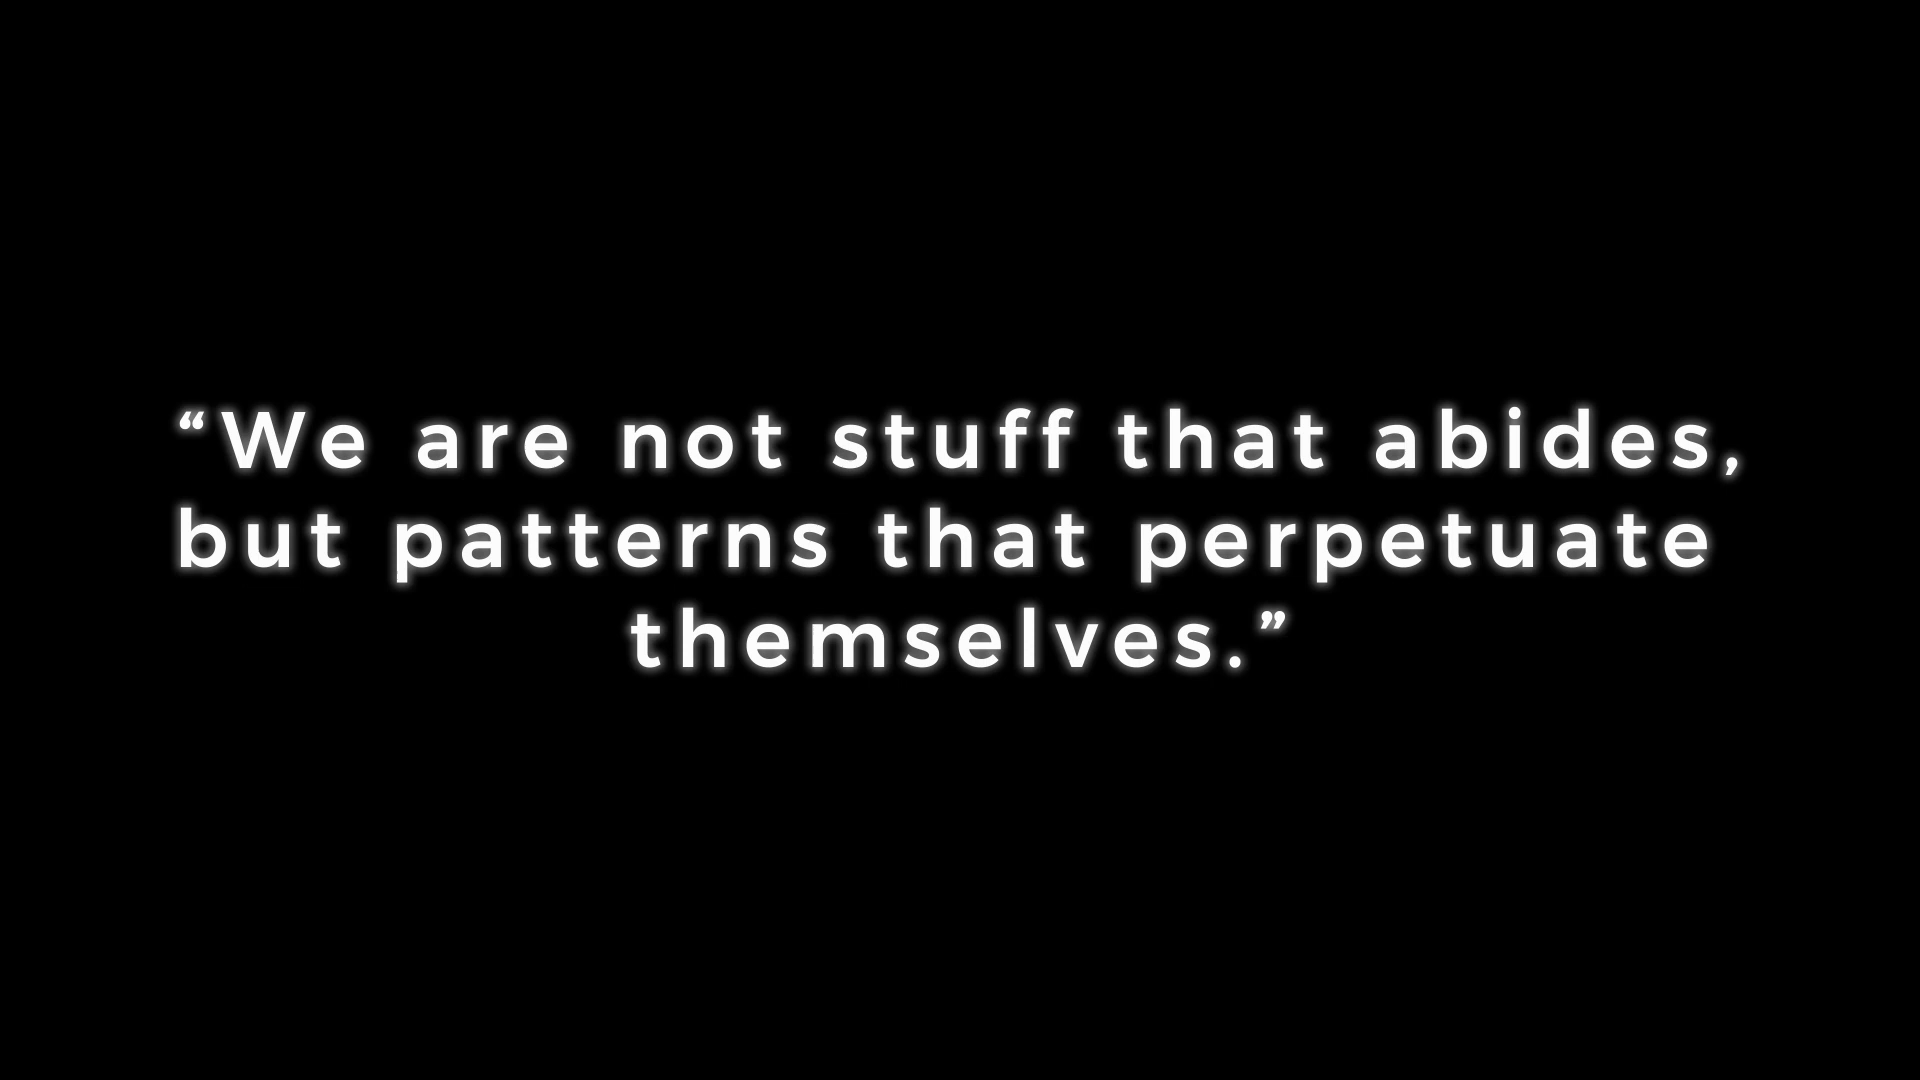 “We are not stuff that abides,
but patterns that perpetuate
themselves.”